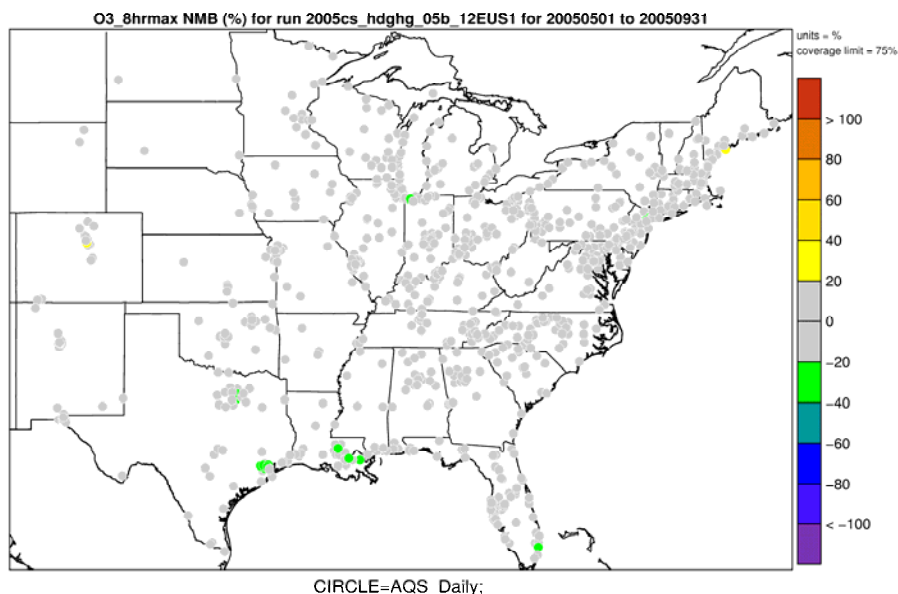 O3_8hrmax NMB (%) for run 2005cs_hdghg_05b_12EUS1 for 20050501 to 20050931
units = %
coverage limit = 75%
> 100
80
60
40
20
0
−20
−40
−60
−80
< −100
CIRCLE=AQS_Daily;